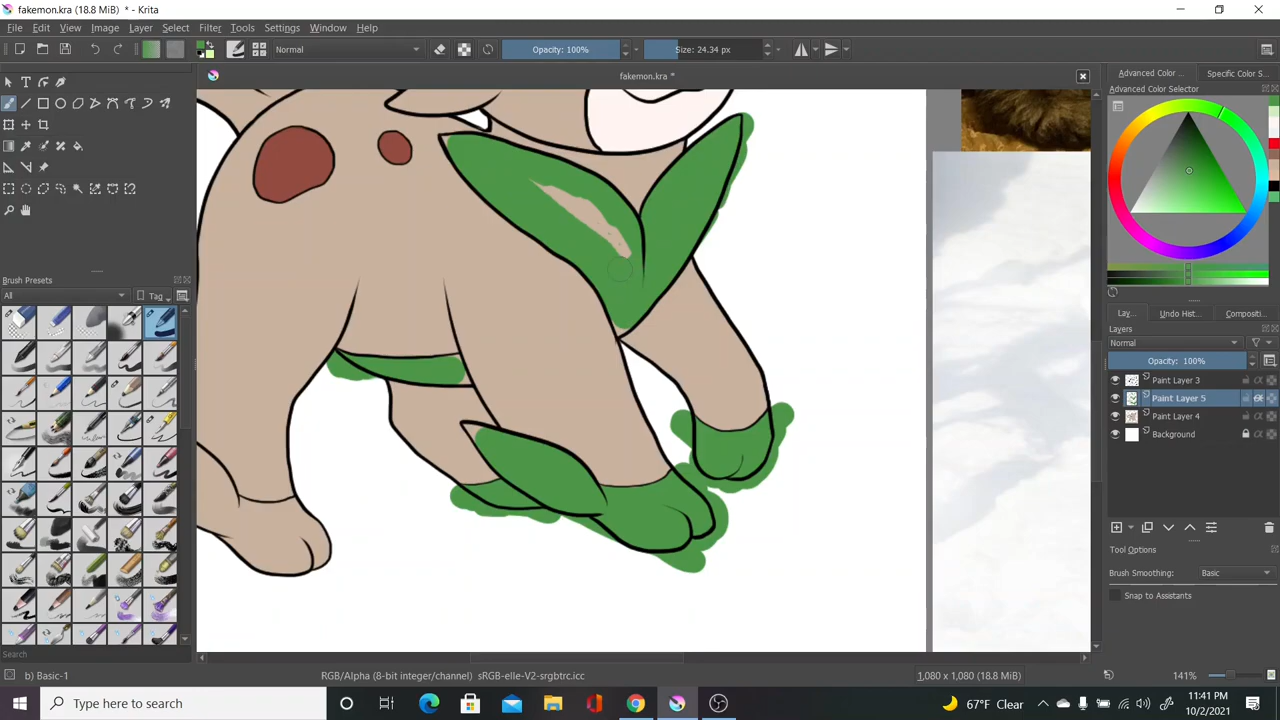 fakemon.kra (18.8 MiB) * - Krita
File Edit View Image Layer Select Filter Tools Settings Window Help
Normal Opacity: 100% Size: 24.34 px
fakemon.kra *
Advanced Color ... Specific Color S...
Advanced Color Selector
Brush Presets
All Tag
Search
Lay... Undo Hist... Compositi...
Layers
Normal
Opacity: 100%
Paint Layer 3
Paint Layer 5
Paint Layer 4
Background
Tool Options
Brush Smoothing: Basic
Snap to Assistants
b) Basic-1 RGB/Alpha (8-bit integer/channel) sRGB-elle-V2-srgbtrc.icc 1,080 x 1,080 (18.8 MiB) 141%
Type here to search
67°F Clear
11:41 PM
10/2/2021